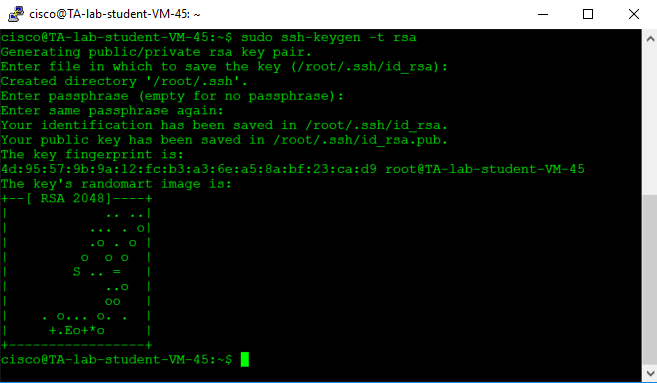 cisco@TA-lab-student-VM-45: ~
cisco@TA-lab-student-VM-45:~$ sudo ssh-keygen -t rsa
Generating public/private rsa key pair.
Enter file in which to save the key (/root/.ssh/id_rsa):
Created directory '/root/.ssh'.
Enter passphrase (empty for no passphrase):
Enter same passphrase again:
Your identification has been saved in /root/.ssh/id_rsa.
Your public key has been saved in /root/.ssh/id_rsa.pub.
The key fingerprint is:
4d:95:57:9b:9a:12:fc:b3:a3:6e:a5:8a:bf:23:ca:d9 root@TA-lab-student-VM-45
The key's randomart image is:
+--[ RSA 2048]----+
|            .. ..|
|          ... . o|
|          .o . o |
|         o  o o  |
|        S .. =   |
|            ..o  |
|            oo   |
|    . o... o. .  |
|     +.Eo+*o     |
+-----------------+
cisco@TA-lab-student-VM-45:~$